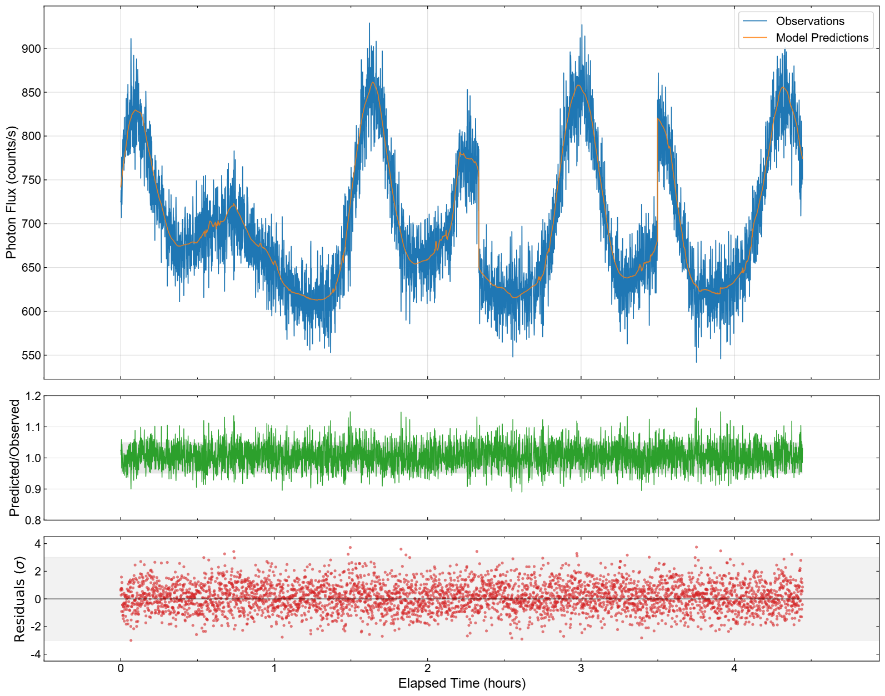 Observations
Model Predictions
Photon Flux (counts/s)
900
850
800
750
700
650
600
550
Predicted/Observed
1.2
1.1
1.0
0.9
0.8
Residuals (σ)
4
2
0
-2
-4
0 1 2 3 4
Elapsed Time (hours)